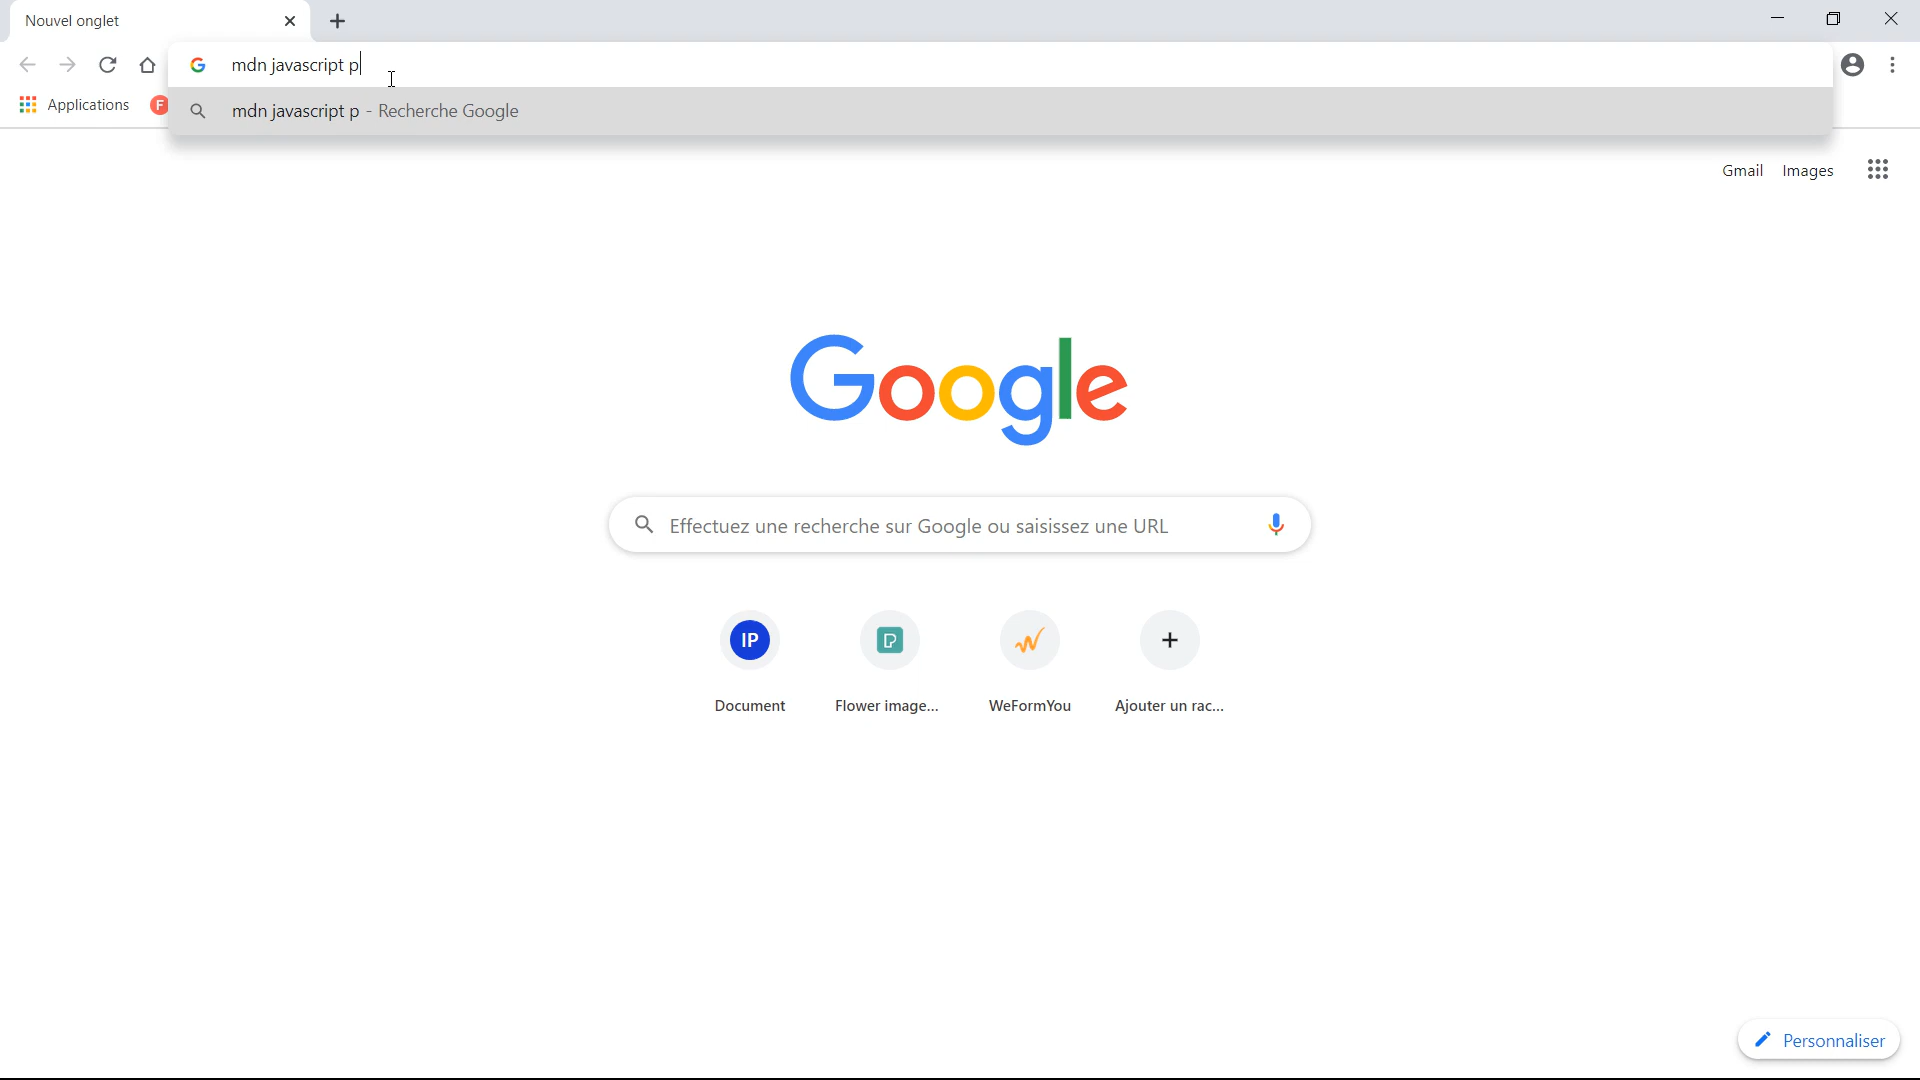 Nouvel onglet
mdn javascript p
Applications F
mdn javascript p - Recherche Google
Gmail Images
Google
Effectuez une recherche sur Google ou saisissez une URL
IP
Document Flower image... WeFormYou Ajouter un rac...
Personnaliser